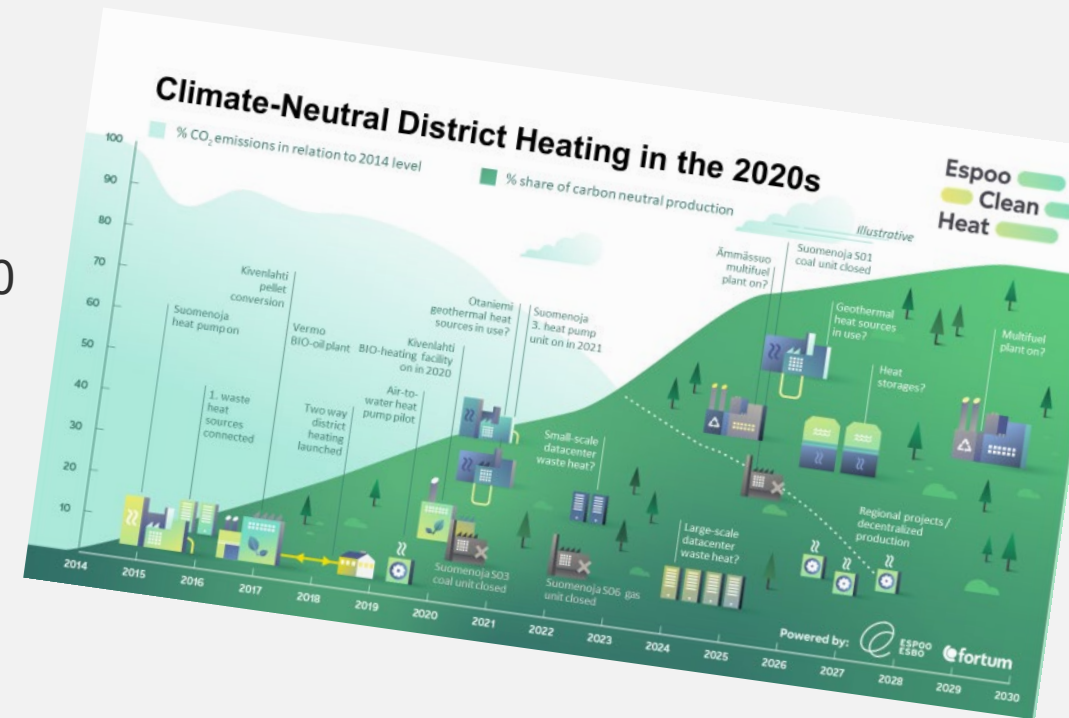 0
Climate-Neutral District Heating in the 2020s
% CO2 emissions in relation to 2014 level
% share of carbon neutral production
Espoo
Clean
Heat
Illustrative
100
90
80
70
60
50
40
30
20
10
Suomenoja
heat pump on
1. waste
heat
sources
connected
Kivenlahti
pellet
conversion
Vermo
BIO-oil plant
Two way
district
heating
launched
Air-to-
water heat
pump pilot
Kivenlahti
BIO-heating facility
on in 2020
Otaniemi
geothermal heat
sources in use?
Suomenoja
3. heat pump
unit on in 2021
Suomenoja S03
coal unit closed
Small-scale
datacenter
waste heat?
Suomenoja S06 gas
unit closed
Large-scale
datacenter
waste heat?
Ämmässuo
multifuel
plant on?
Suomenoja S01
coal unit closed
Geothermal
heat sources
in use?
Heat
storages?
Multifuel
plant on?
Regional projects/
decentralized
production
Powered by:
ESPOO
ESBO
fortum
2014
2015
2016
2017
2018
2019
2020
2021
2022
2023
2024
2025
2026
2027
2028
2029
2030